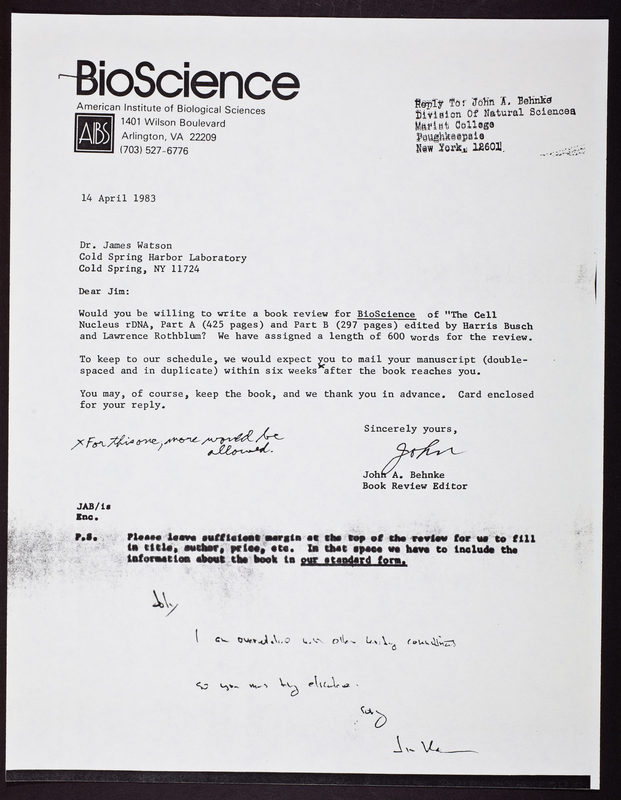 BioScience
American Institute of Biological Sciences
AIBS
1401 Wilson Boulevard
Arlington, VA 22209
(703) 527-6776
Reply To: John A. Behnke
Division Of Natural Sciences
Marist College
Poughkeepsie
New York, 12601
14 April 1983
Dr. James Watson
Cold Spring Harbor Laboratory
Cold Spring, NY 11724
Dear Jim:
Would you be willing to write a book review for BioScience of "The Cell
Nucleus rDNA, Part A (425 pages) and Part B (297 pages) edited by Harris Busch
and Lawrence Rothblum? We have assigned a length of 600 words for the review.
To keep to our schedule, we would expect you to mail your manuscript (double-
spaced and in duplicate) within six weeks x after the book reaches you.
You may, of course, keep the book, and we thank you in advance. Card enclosed
for your reply.
x For this one, more would be
allowed.
Sincerely yours,
John
John A. Behnke
Book Review Editor
JAB/is
Enc.
P.S. Please leave sufficient margin at the top of the review for us to fill
in title, author, price, etc. In that space we have to include the
information about the book in our standard form.
I am with other writing
so you must try elsewhere.
Jim